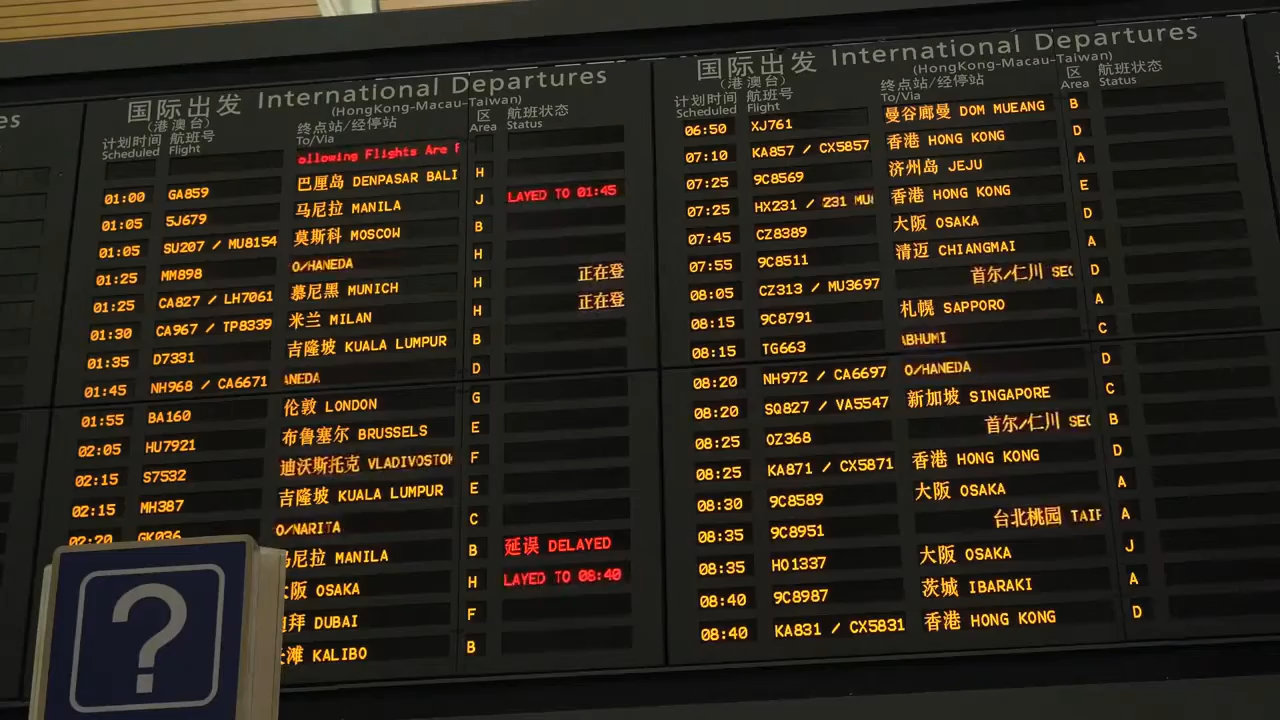 es
国际出发 International Departures
(港澳台) (HongKong-Macau-Taiwan)
计划时间 航班号 终点站/经停站 区 航班状态
Scheduled Flight To/Via Area Status
ollowing Flights Are
01:00 GA859 巴厘岛 DENPASAR BALI H
01:05 5J679 马尼拉 MANILA J LAYED TO 01:45
01:05 SU207 / MU8154 莫斯科 MOSCOW B
01:25 MM898 O/HANEDA H
01:25 CA827 / LH7061 慕尼黑 MUNICH H 正在登
01:30 CA967 / TP8339 米兰 MILAN H 正在登
01:35 D7331 吉隆坡 KUALA LUMPUR B
01:45 NH968 / CA6671 ANEDA D
01:55 BA160 伦敦 LONDON G
02:05 HU7921 布鲁塞尔 BRUSSELS E
02:15 S7532 迪沃斯托克 VLADIVOSTOK F
02:15 MH387 吉隆坡 KUALA LUMPUR E
02:20 GK036 O/NARITA C
马尼拉 MANILA B 延误 DELAYED
阪 OSAKA H LAYED TO 08:40
拜 DUBAI F
滩 KALIBO B
?
国际出发 International Departures
(港澳台) (HongKong-Macau-Taiwan)
计划时间 航班号 终点站/经停站 区 航班状态
Scheduled Flight To/Via Area Status
06:50 XJ761 曼谷廊曼 DOM MUEANG B
07:10 KA857 / CX5857 香港 HONG KONG D
07:25 9C8569 济州岛 JEJU A
07:25 HX231 / 231 MU 香港 HONG KONG E
07:45 CZ8389 大阪 OSAKA D
07:55 9C8511 清迈 CHIANGMAI A
08:05 CZ313 / MU3697 首尔/仁川 SEO D
08:15 9C8791 札幌 SAPPORO A
08:15 TG663 ABHUMI C
08:20 NH972 / CA6697 O/HANEDA D
08:20 SQ827 / VA5547 新加坡 SINGAPORE C
08:25 OZ368 首尔/仁川 SEO B
08:25 KA871 / CX5871 香港 HONG KONG D
08:30 9C8589 大阪 OSAKA A
08:35 9C8951 台北桃园 TAIP A
08:35 HO1337 大阪 OSAKA J
08:40 9C8987 茨城 IBARAKI A
08:40 KA831 / CX5831 香港 HONG KONG D